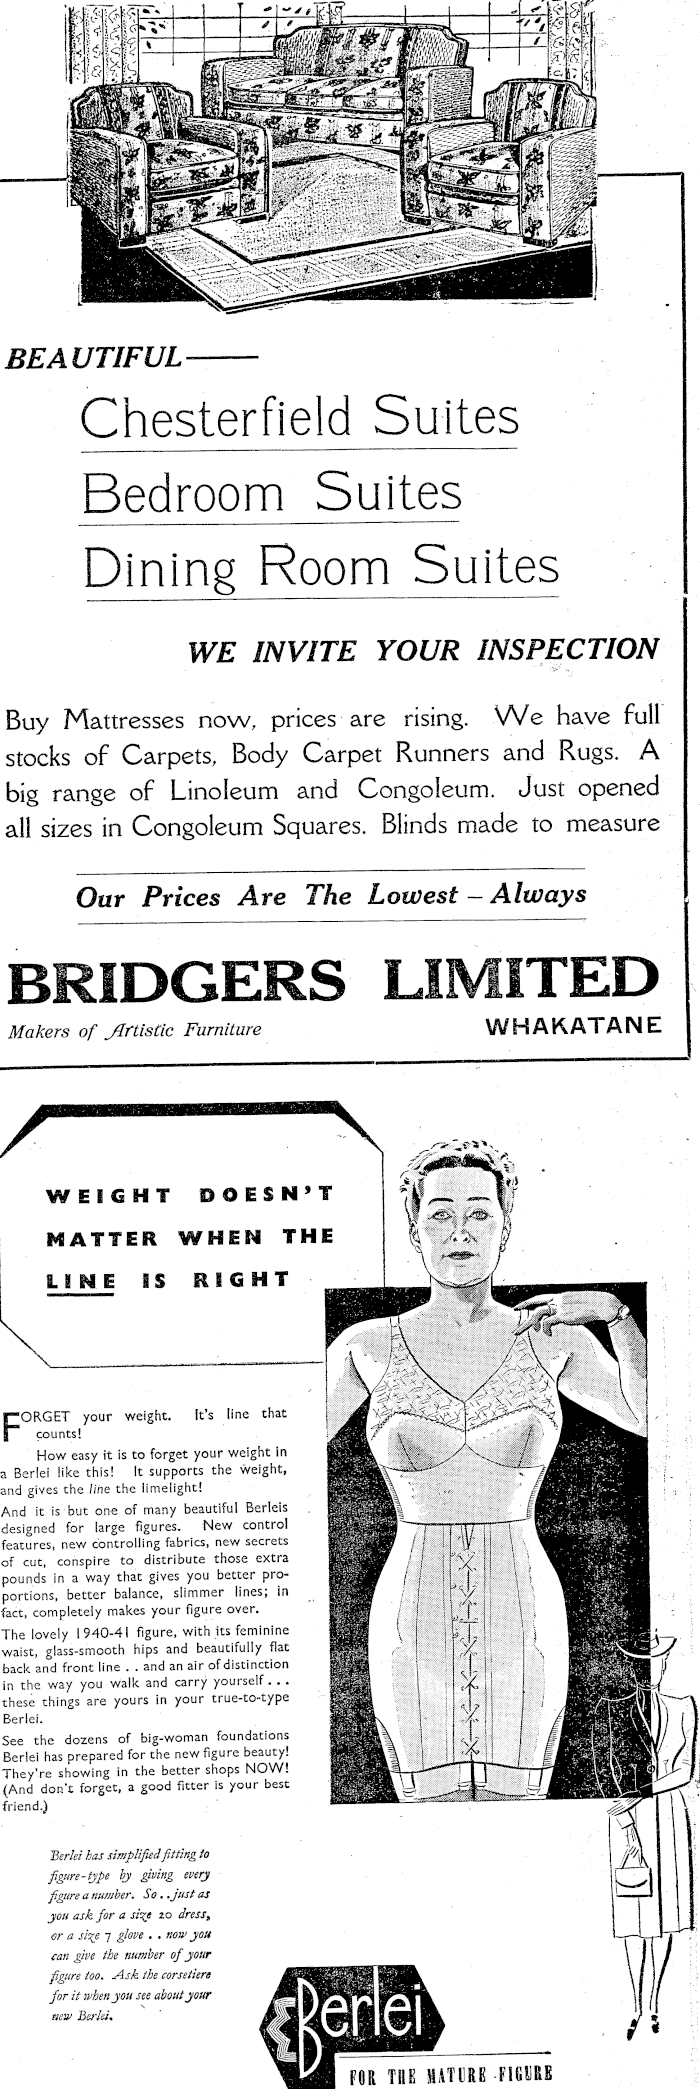 BEAUTIFUL——
Chesterfield Suites
Bedroom Suites
Dining Room Suites
WE INVITE YOUR INSPECTION
Buy Mattresses now, prices are rising. We have full
stocks of Carpets, Body Carpet Runners and Rugs. A
big range of Linoleum and Congoleum. Just opened
all sizes in Congoleum Squares. Blinds made to measure
Our Prices Are The Lowest – Always
BRIDGERS LIMITED
Makers of Artistic Furniture
WHAKATANE
WEIGHT DOESN'T
MATTER WHEN THE
LINE IS RIGHT
FORGET your weight. It's line that
counts!
How easy it is to forget your weight in
a Berlei like this! It supports the weight,
and gives the line the limelight!
And it is but one of many beautiful Berleis
designed for large figures. New control
features, new controlling fabrics, new secrets
of cut, conspire to distribute those extra
pounds in a way that gives you better pro-
portions, better balance, slimmer lines; in
fact, completely makes your figure over.
The lovely 1940-41 figure, with its feminine
waist, glass-smooth hips and beautifully flat
back and front line . . and an air of distinction
in the way you walk and carry yourself . . .
these things are yours in your true-to-type
Berlei.
See the dozens of big-woman foundations
Berlei has prepared for the new figure beauty!
They're showing in the better shops NOW!
(And don't forget, a good fitter is your best
friend.)
Berlei has simplified fitting to
figure-type by giving every
figure a number. So . . just as
you ask for a size 20 dress,
or a size 7 glove . . now you
can give the number of your
figure too. Ask the corsetiere
for it when you see about your
new Berlei.
Berlei
FOR THE MATURE FIGURE